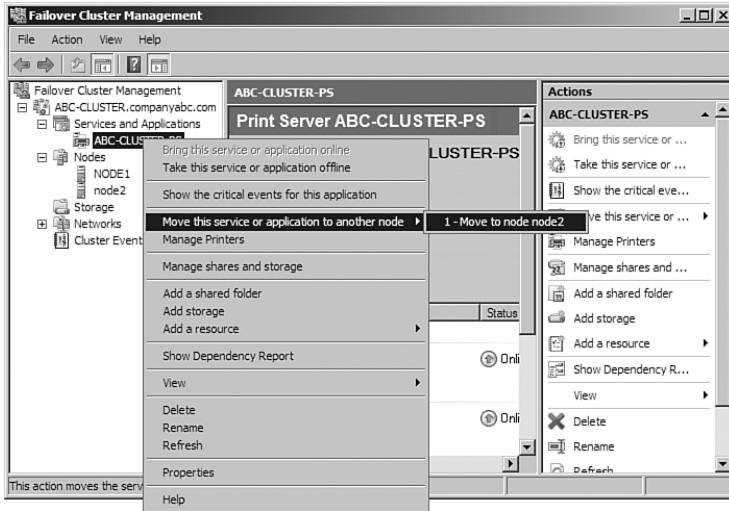 Failover Cluster Management
File Action View Help
Failover Cluster Management
ABC-CLUSTER.companyabc.com
Services and Applications
ABC-CLUSTER-PS
Nodes
NODE1
node2
Storage
Networks
Cluster Event
ABC-CLUSTER-PS
Print Server ABC-CLUSTER-PS
LUSTER-PS
Status
Onli
Onli
Bring this service or application online
Take this service or application offline
Show the critical events for this application
Move this service or application to another node
1 - Move to node node2
Manage Printers
Manage shares and storage
Add a shared folder
Add storage
Add a resource
Show Dependency Report
View
Delete
Rename
Refresh
Properties
Help
Actions
ABC-CLUSTER-PS
Bring this service or ...
Take this service or ...
Show the critical eve...
ve this service or ...
Manage Printers
Manage shares and ...
Add a shared folder
Add storage
Add a resource
Show Dependency R...
View
Delete
Rename
Refresh
This action moves the serv